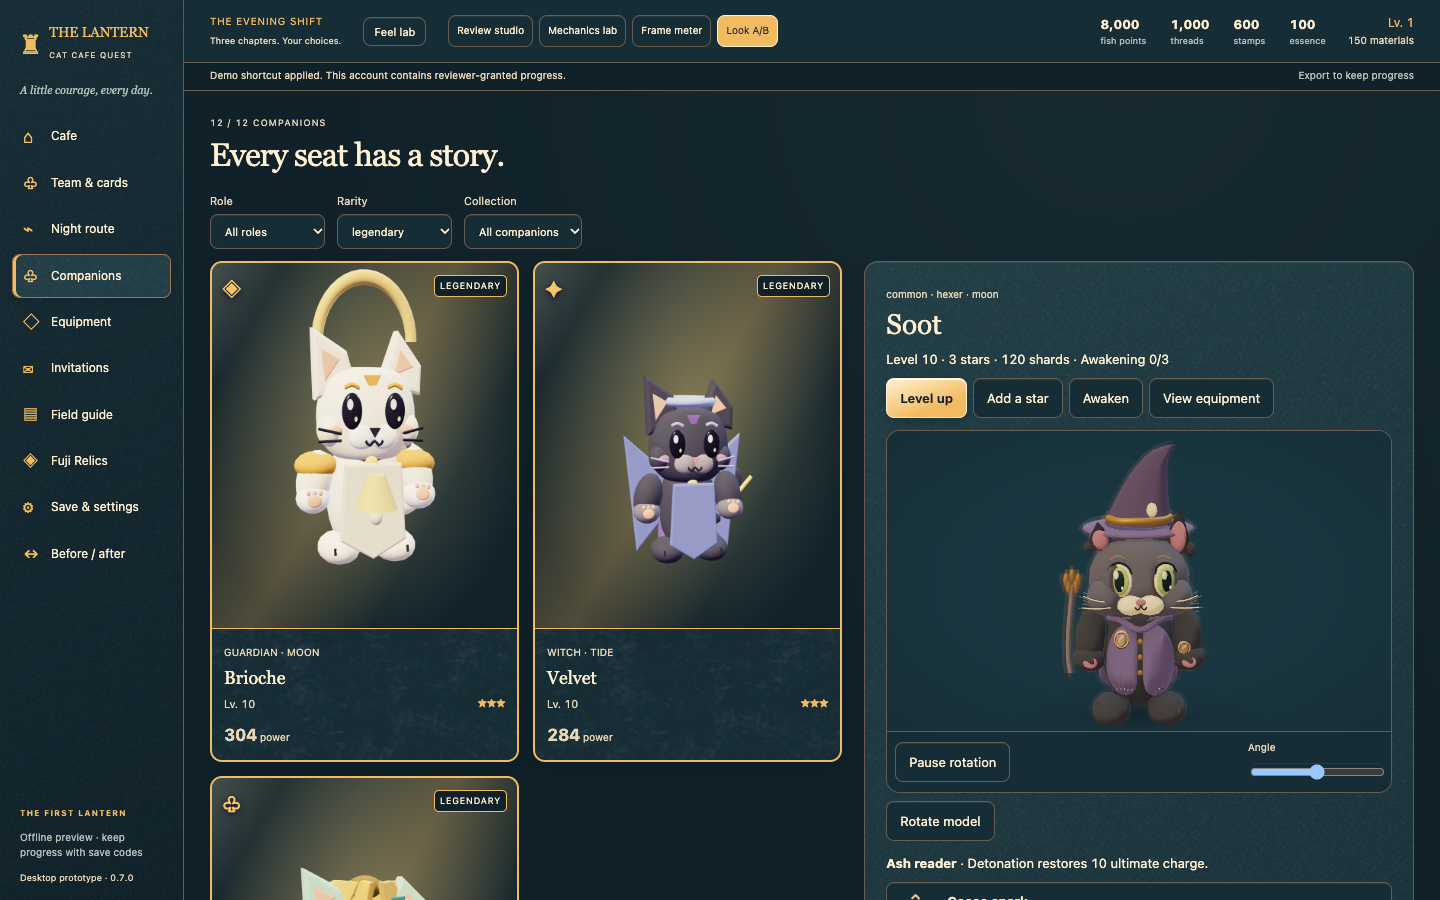 THE LANTERN
CAT CAFE QUEST
A little courage, every day.
Cafe
Team & cards
Night route
Companions
Equipment
Invitations
Field guide
Fuji Relics
Save & settings
Before / after
THE FIRST LANTERN
Offline preview · keep
progress with save codes
Desktop prototype · 0.7.0
THE EVENING SHIFT
Three chapters. Your choices.
Feel lab
Review studio
Mechanics lab
Frame meter
Look A/B
8,000
fish points
1,000
threads
600
stamps
100
essence
Lv. 1
150 materials
Demo shortcut applied. This account contains reviewer-granted progress.
Export to keep progress
12 / 12 COMPANIONS
Every seat has a story.
Role
Rarity
Collection
All roles
legendary
All companions
LEGENDARY
GUARDIAN · MOON
Brioche
Lv. 10
304 power
LEGENDARY
WITCH · TIDE
Velvet
Lv. 10
284 power
LEGENDARY
common · hexer · moon
Soot
Level 10 · 3 stars · 120 shards · Awakening 0/3
Level up
Add a star
Awaken
View equipment
Pause rotation
Angle
Rotate model
Ash reader · Detonation restores 10 ultimate charge.